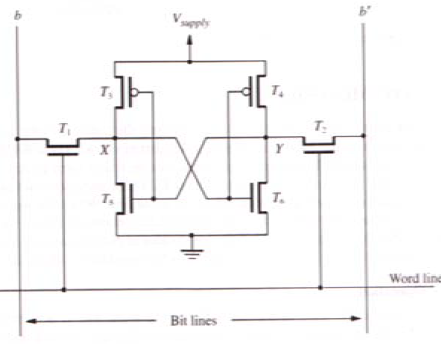 b
V_supply
b'
T_3
T_4
T_1
T_2
X
Y
T_5
T_6
Word line
Bit lines